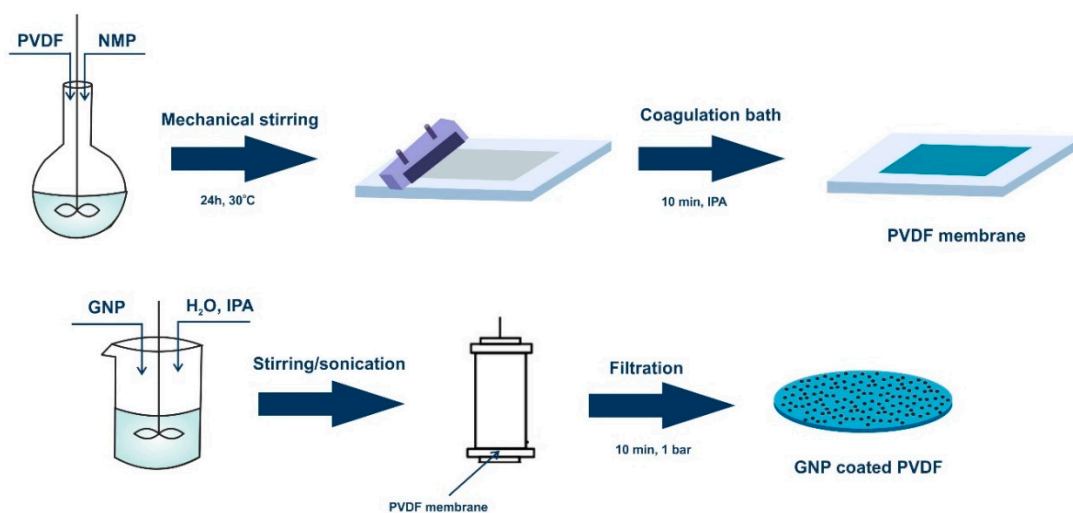 PVDF NMP
Mechanical stirring
24h, 30°C
Coagulation bath
10 min, IPA
PVDF membrane
GNP H₂O, IPA
Stirring/sonication
PVDF membrane
Filtration
10 min, 1 bar
GNP coated PVDF